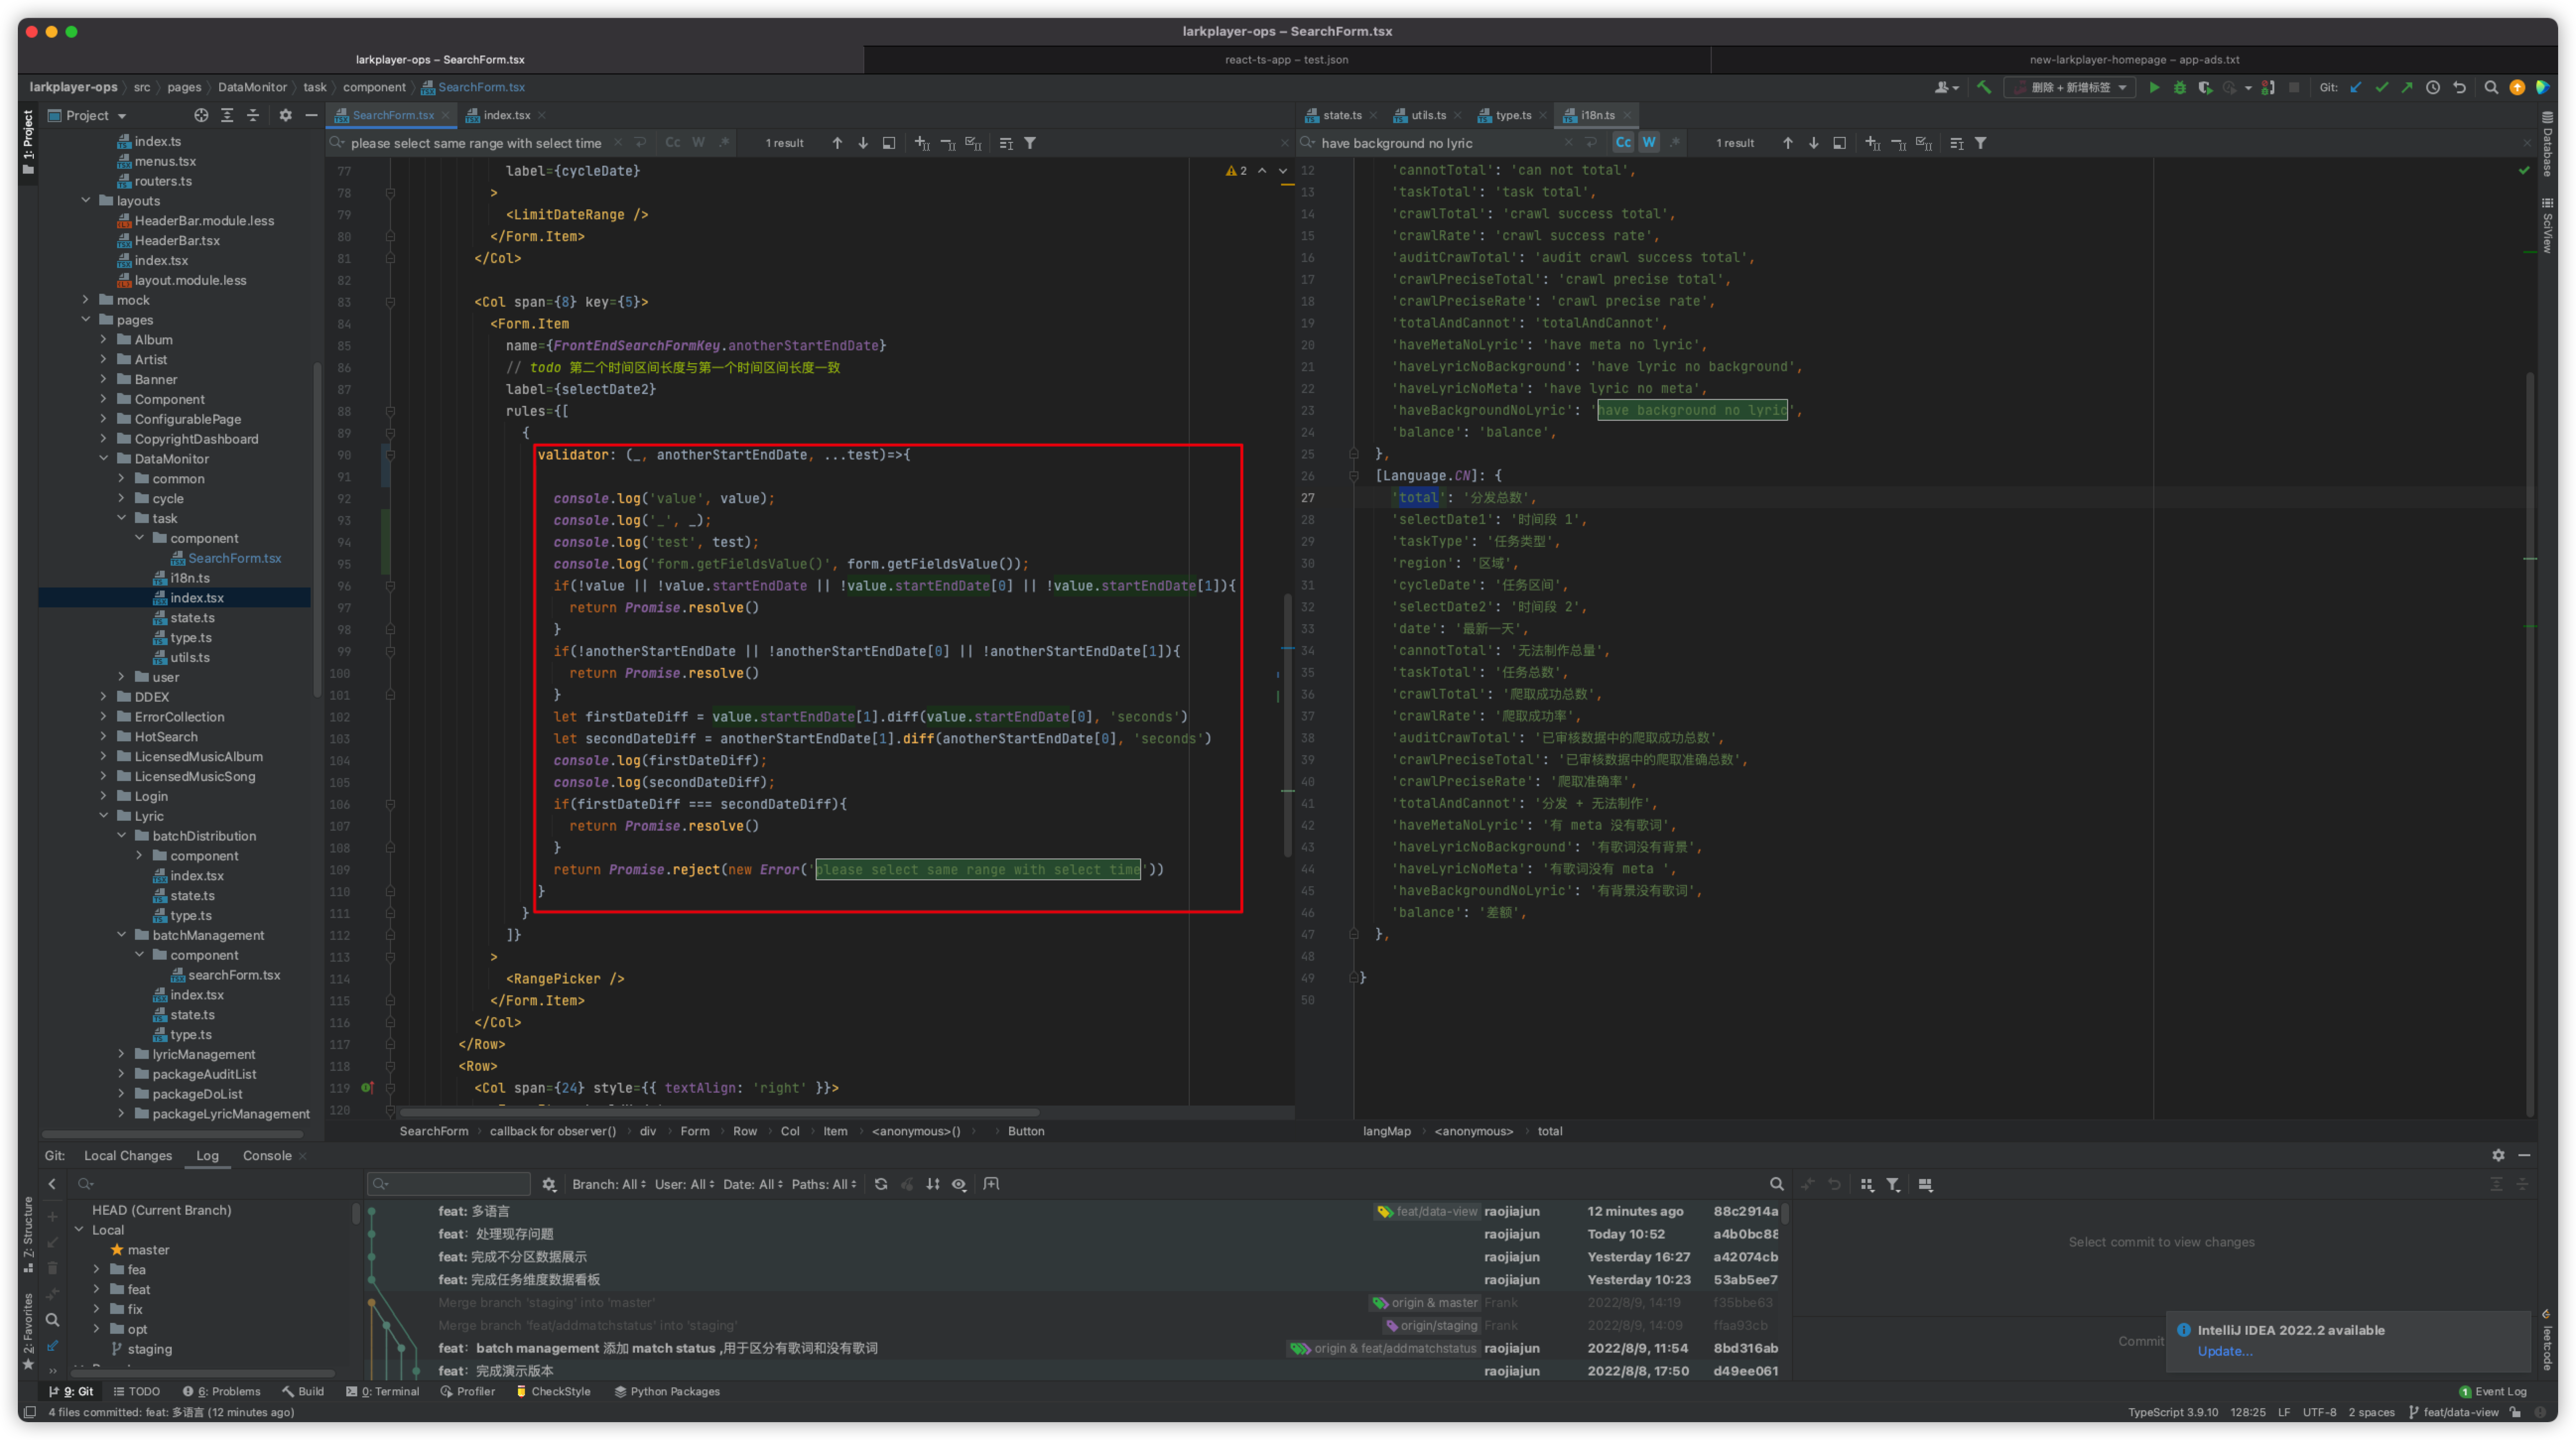 larkplayer-ops – SearchForm.tsx
larkplayer-ops – SearchForm.tsx
react-ts-app – test.json
new-larkplayer-homepage – app-ads.txt
larkplayer-ops
src
pages
DataMonitor
task
component
SearchForm.tsx
删除 + 新增标签
Git:
1: Project
Project
index.ts
menus.tsx
routers.ts
layouts
HeaderBar.module.less
HeaderBar.tsx
index.tsx
layout.module.less
mock
pages
Album
Artist
Banner
Component
ConfigurablePage
CopyrightDashboard
DataMonitor
common
cycle
task
component
SearchForm.tsx
i18n.ts
index.tsx
state.ts
type.ts
utils.ts
user
DDEX
ErrorCollection
HotSearch
LicensedMusicAlbum
LicensedMusicSong
Login
Lyric
batchDistribution
component
index.tsx
state.ts
type.ts
batchManagement
component
searchForm.tsx
index.tsx
state.ts
type.ts
lyricManagement
packageAuditList
packageDoList
packageLyricManagement
SearchForm.tsx
index.tsx
please select same range with select time
Cc W .*
1 result
2
77 label={cycleDate}
78 >
79 <LimitDateRange />
80 </Form.Item>
81 </Col>
82
83 <Col span={8} key={5}>
84 <Form.Item
85 name={FrontEndSearchFormKey.anotherStartEndDate}
86 // todo 第二个时间区间长度与第一个时间区间长度一致
87 label={selectDate2}
88 rules={[
89 {
90 validator: (_, anotherStartEndDate, ...test)=>{
91
92 console.log('value', value);
93 console.log('_', _);
94 console.log('test', test);
95 console.log('form.getFieldsValue()', form.getFieldsValue());
96 if(!value || !value.startEndDate || !value.startEndDate[0] || !value.startEndDate[1]){
97 return Promise.resolve()
98 }
99 if(!anotherStartEndDate || !anotherStartEndDate[0] || !anotherStartEndDate[1]){
100 return Promise.resolve()
101 }
102 let firstDateDiff = value.startEndDate[1].diff(value.startEndDate[0], 'seconds')
103 let secondDateDiff = anotherStartEndDate[1].diff(anotherStartEndDate[0], 'seconds')
104 console.log(firstDateDiff);
105 console.log(secondDateDiff);
106 if(firstDateDiff === secondDateDiff){
107 return Promise.resolve()
108 }
109 return Promise.reject(new Error('please select same range with select time'))
110 }
111 }
112 ]}
113 >
114 <RangePicker />
115 </Form.Item>
116 </Col>
117 </Row>
118 <Row>
119 <Col span={24} style={{ textAlign: 'right' }}>
120
SearchForm
callback for observer()
div
Form
Row
Col
Item
<anonymous>()
Button
state.ts
utils.ts
type.ts
i18n.ts
have background no lyric
Cc W .*
1 result
12 'cannotTotal': 'can not total',
13 'taskTotal': 'task total',
14 'crawlTotal': 'crawl success total',
15 'crawlRate': 'crawl success rate',
16 'auditCrawTotal': 'audit crawl success total',
17 'crawlPreciseTotal': 'crawl precise total',
18 'crawlPreciseRate': 'crawl precise rate',
19 'totalAndCannot': 'totalAndCannot',
20 'haveMetaNoLyric': 'have meta no lyric',
21 'haveLyricNoBackground': 'have lyric no background',
22 'haveLyricNoMeta': 'have lyric no meta',
23 'haveBackgroundNoLyric': 'have background no lyric',
24 'balance': 'balance',
25 },
26 [Language.CN]: {
27 'total': '分发总数',
28 'selectDate1': '时间段 1',
29 'taskType': '任务类型',
30 'region': '区域',
31 'cycleDate': '任务区间',
32 'selectDate2': '时间段 2',
33 'date': '最新一天',
34 'cannotTotal': '无法制作总量',
35 'taskTotal': '任务总数',
36 'crawlTotal': '爬取成功总数',
37 'crawlRate': '爬取成功率',
38 'auditCrawTotal': '已审核数据中的爬取成功总数',
39 'crawlPreciseTotal': '已审核数据中的爬取准确总数',
40 'crawlPreciseRate': '爬取准确率',
41 'totalAndCannot': '分发 + 无法制作',
42 'haveMetaNoLyric': '有 meta 没有歌词',
43 'haveLyricNoBackground': '有歌词没有背景',
44 'haveLyricNoMeta': '有歌词没有 meta ',
45 'haveBackgroundNoLyric': '有背景没有歌词',
46 'balance': '差额',
47 },
48
49 }
50
langMap
<anonymous>
total
Database
SciView
leetcode
Git:
Local Changes
Log
Console
7: Structure
2: Favorites
HEAD (Current Branch)
Local
master
fea
feat
fix
opt
staging
Branch: All
User: All
Date: All
Paths: All
feat: 多语言 feat/data-view raojiajun 12 minutes ago 88c2914a
feat: 处理现存问题 raojiajun Today 10:52 a4b0bc88
feat: 完成不分区数据展示 raojiajun Yesterday 16:27 a42074cb
feat: 完成任务维度数据看板 raojiajun Yesterday 10:23 53ab5ee7
Merge branch 'staging' into 'master' origin & master Frank 2022/8/9, 14:19 f35bbe63
Merge branch 'feat/addmatchstatus' into 'staging' origin/staging Frank 2022/8/9, 14:09 ffaa93cb
feat: batch management 添加 match status ,用于区分有歌词和没有歌词 origin & feat/addmatchstatus raojiajun 2022/8/9, 11:54 8bd316ab
feat: 完成演示版本 raojiajun 2022/8/8, 17:50 d49ee061
Select commit to view changes
Commit
IntelliJ IDEA 2022.2 available
Update...
9: Git
TODO
6: Problems
Build
0: Terminal
Profiler
CheckStyle
Python Packages
1 Event Log
4 files committed: feat: 多语言 (12 minutes ago)
TypeScript 3.9.10
128:25
LF
UTF-8
2 spaces
feat/data-view